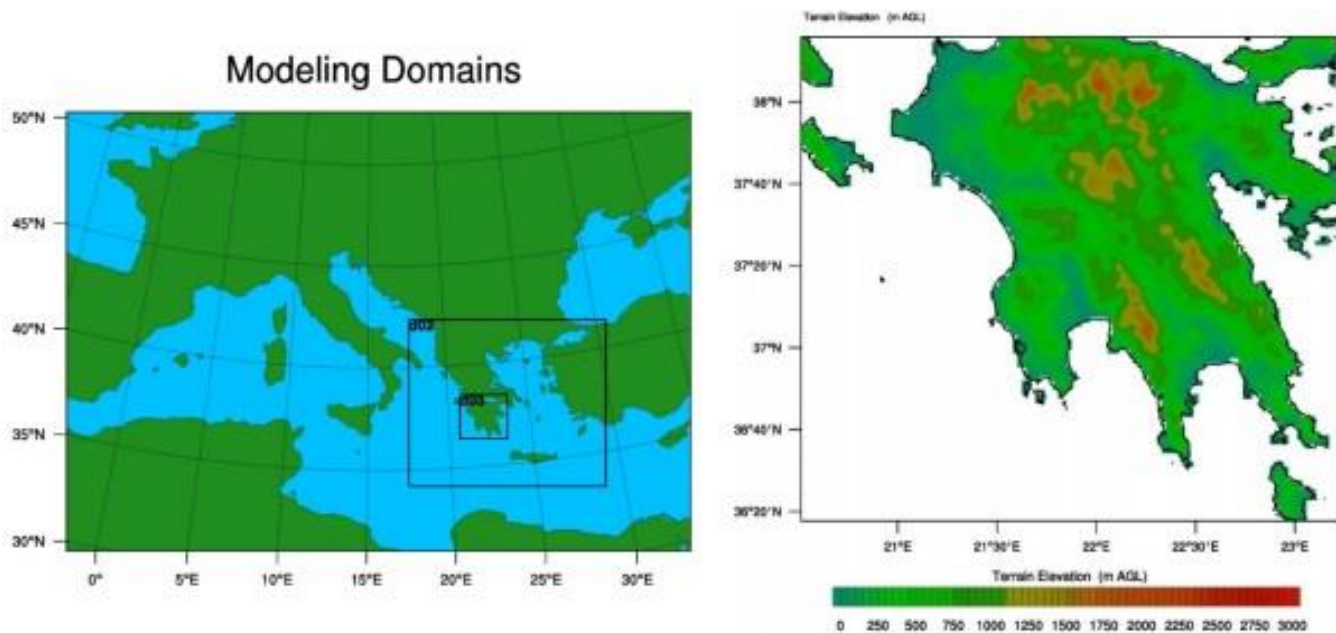 Modeling Domains
50°N
45°N
40°N
35°N
30°N
0°
5°E
10°E
15°E
20°E
25°E
30°E
d02
d03
Terrain Elevation (m AGL)
38°N
37°40'N
37°20'N
37°N
36°40'N
36°20'N
21°E
21°30'E
22°E
22°30'E
23°E
Terrain Elevation (m AGL)
0 250 500 750 1000 1250 1500 1750 2000 2250 2500 2750 3000